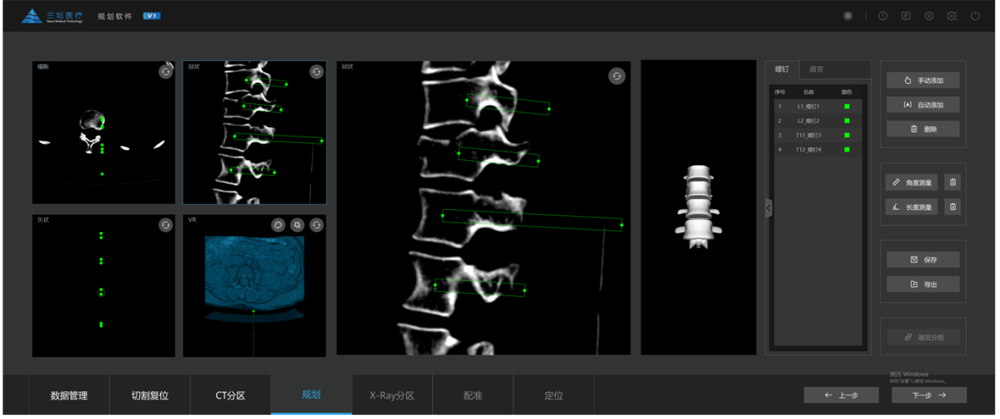 三坛医疗
Santan Medical Technology
规划软件 V1
横断
冠状
冠状
矢状
VR
螺钉 器官
序号 名称 颜色
1 L1_螺钉1
2 L2_螺钉2
3 T11_螺钉3
4 T12_螺钉4
手动添加
自动添加
删除
角度测量
长度测量
保存
导出
器官分割
激活 Windows
转到"设置"以激活 Windows。
数据管理 切割复位 CT分区 规划 X-Ray分区 配准 定位
← 上一步 下一步 →